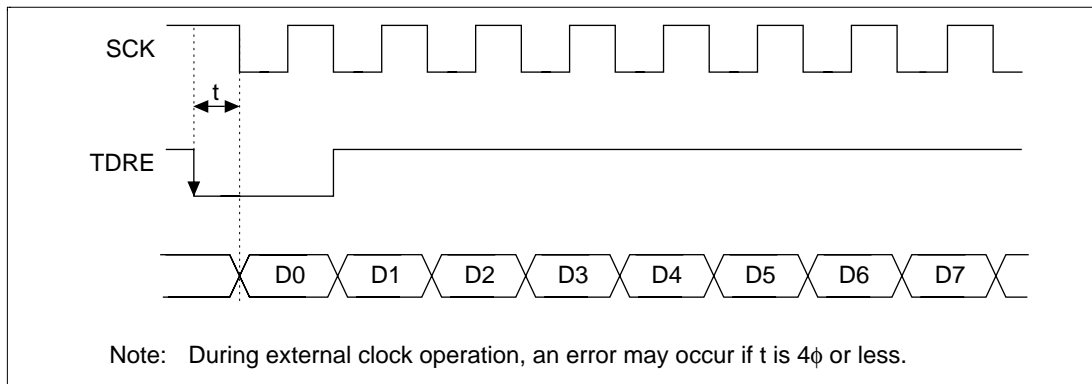 SCK
t
TDRE
D0 D1 D2 D3 D4 D5 D6 D7
Note: During external clock operation, an error may occur if t is 4ϕ or less.